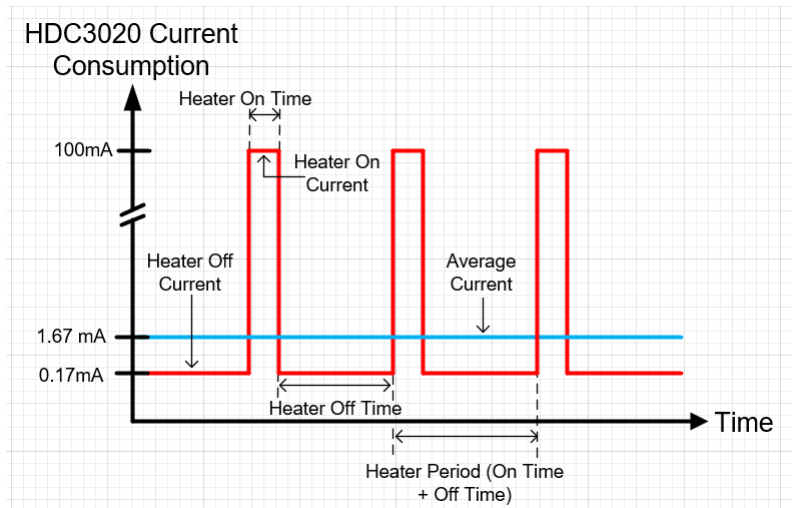 HDC3020 Current
Consumption
Heater On Time
100mA
Heater On
Current
Heater Off
Current
Average
Current
1.67 mA
0.17mA
Heater Off Time
Time
Heater Period (On Time
+ Off Time)